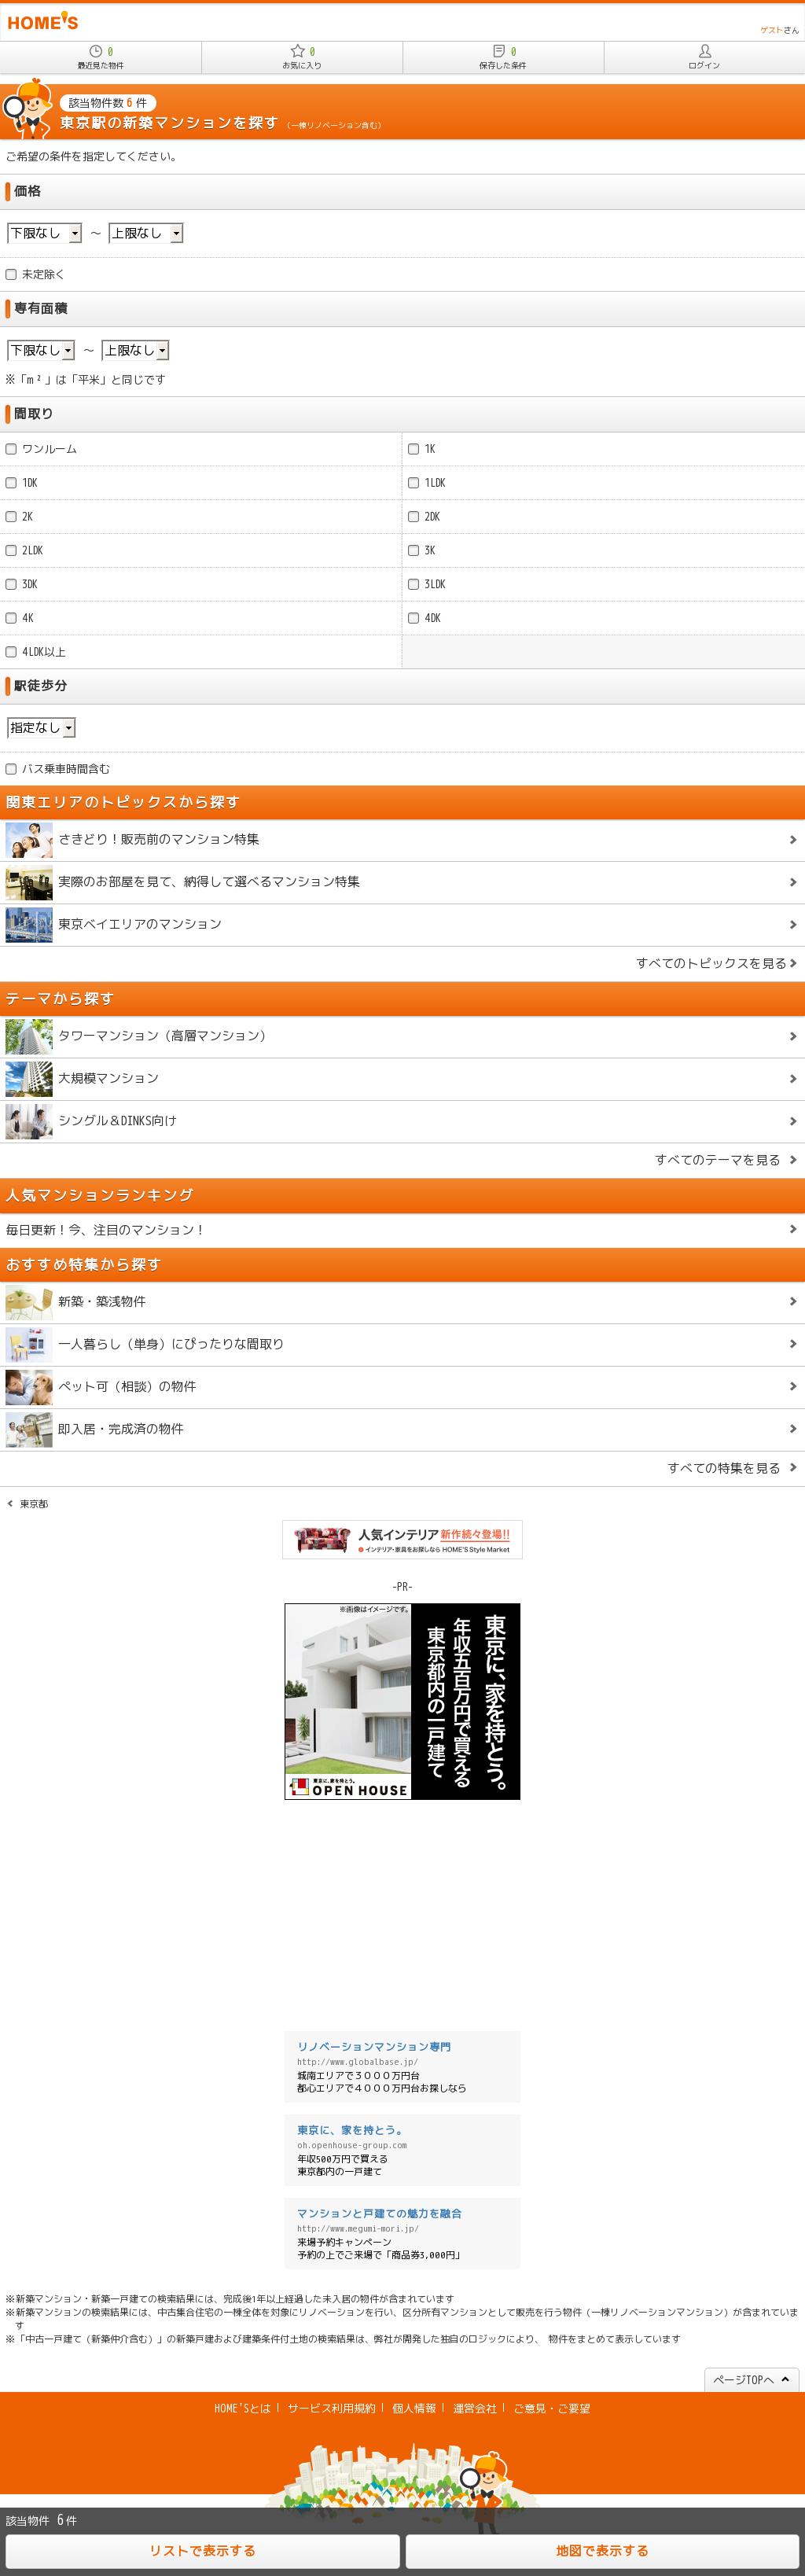 HOME'S
ゲストさん
0
最近見た物件
0
お気に入り
0
保存した条件
ログイン
該当物件数 6 件
東京駅の新築マンションを探す (一棟リノベーション含む)
ご希望の条件を指定してください。
価格
下限なし ～ 上限なし
未定除く
専有面積
下限なし ～ 上限なし
※「m²」は「平米」と同じです
間取り
ワンルーム
1K
1DK
1LDK
2K
2DK
2LDK
3K
3DK
3LDK
4K
4DK
4LDK以上
駅徒歩分
指定なし
バス乗車時間含む
関東エリアのトピックスから探す
さきどり！販売前のマンション特集
実際のお部屋を見て、納得して選べるマンション特集
東京ベイエリアのマンション
すべてのトピックスを見る
テーマから探す
タワーマンション（高層マンション）
大規模マンション
シングル＆DINKS向け
すべてのテーマを見る
人気マンションランキング
毎日更新！今、注目のマンション！
おすすめ特集から探す
新築・築浅物件
一人暮らし（単身）にぴったりな間取り
ペット可（相談）の物件
即入居・完成済の物件
すべての特集を見る
東京都
人気インテリア新作続々登場!!
インテリア・家具をお探しなら HOME'S Style Market
-PR-
※画像はイメージです。
東京に、家を持とう。
年収五百万円で買える
東京都内の一戸建て
東京に、家を持とう。
OPEN HOUSE
リノベーションマンション専門
http://www.globalbase.jp/
城南エリアで３０００万円台
都心エリアで４０００万円台お探しなら
東京に、家を持とう。
oh.openhouse-group.com
年収500万円で買える
東京都内の一戸建て
マンションと戸建ての魅力を融合
http://www.megumi-mori.jp/
来場予約キャンペーン
予約の上でご来場で「商品券3,000円」
※新築マンション・新築一戸建ての検索結果には、完成後1年以上経過した未入居の物件が含まれています
※新築マンションの検索結果には、中古集合住宅の一棟全体を対象にリノベーションを行い、区分所有マンションとして販売を行う物件（一棟リノベーションマンション）が含まれていま
す
※「中古一戸建て（新築仲介含む）」の新築戸建および建築条件付土地の検索結果は、弊社が開発した独自のロジックにより、 物件をまとめて表示しています
ページTOPへ
HOME'Sとは
サービス利用規約
個人情報
運営会社
ご意見・ご要望
該当物件 6件
リストで表示する
地図で表示する